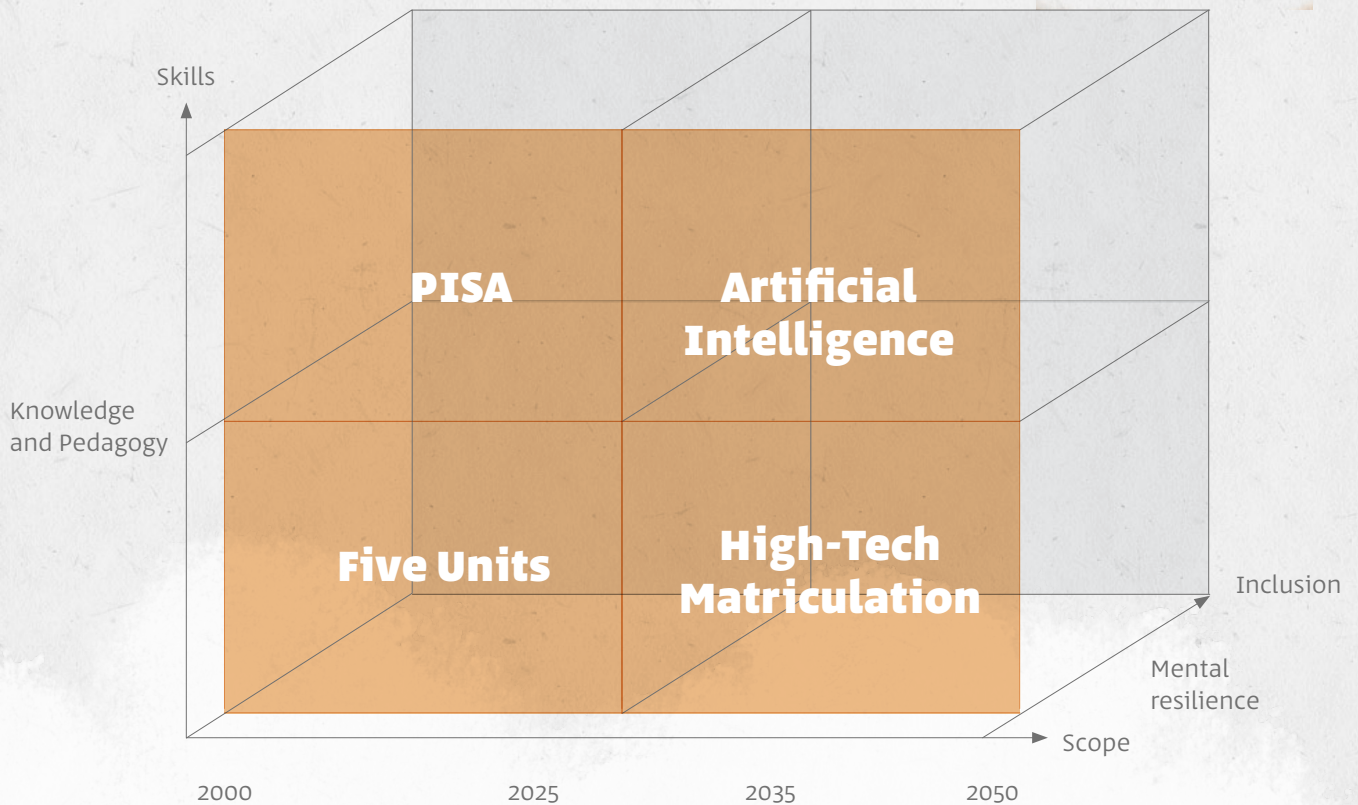 Skills
PISA
Artificial
Intelligence
Knowledge
and Pedagogy
Five Units
High-Tech
Matriculation
Inclusion
Mental
resilience
Scope
2000
2025
2035
2050